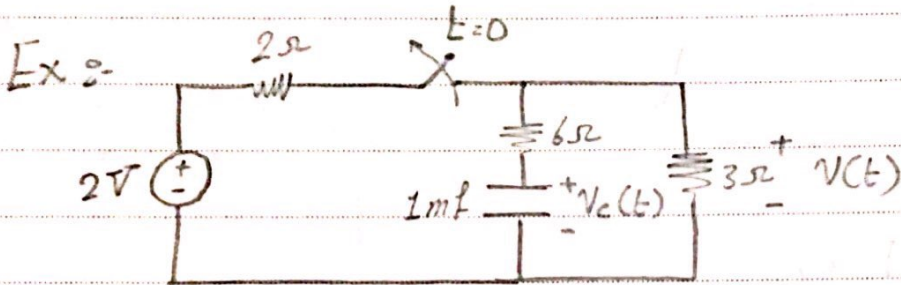 Ex :-
2Ω
t=0
2V
+
-
6Ω
1mf
+
Vc(t)
-
3Ω
+
V(t)
-